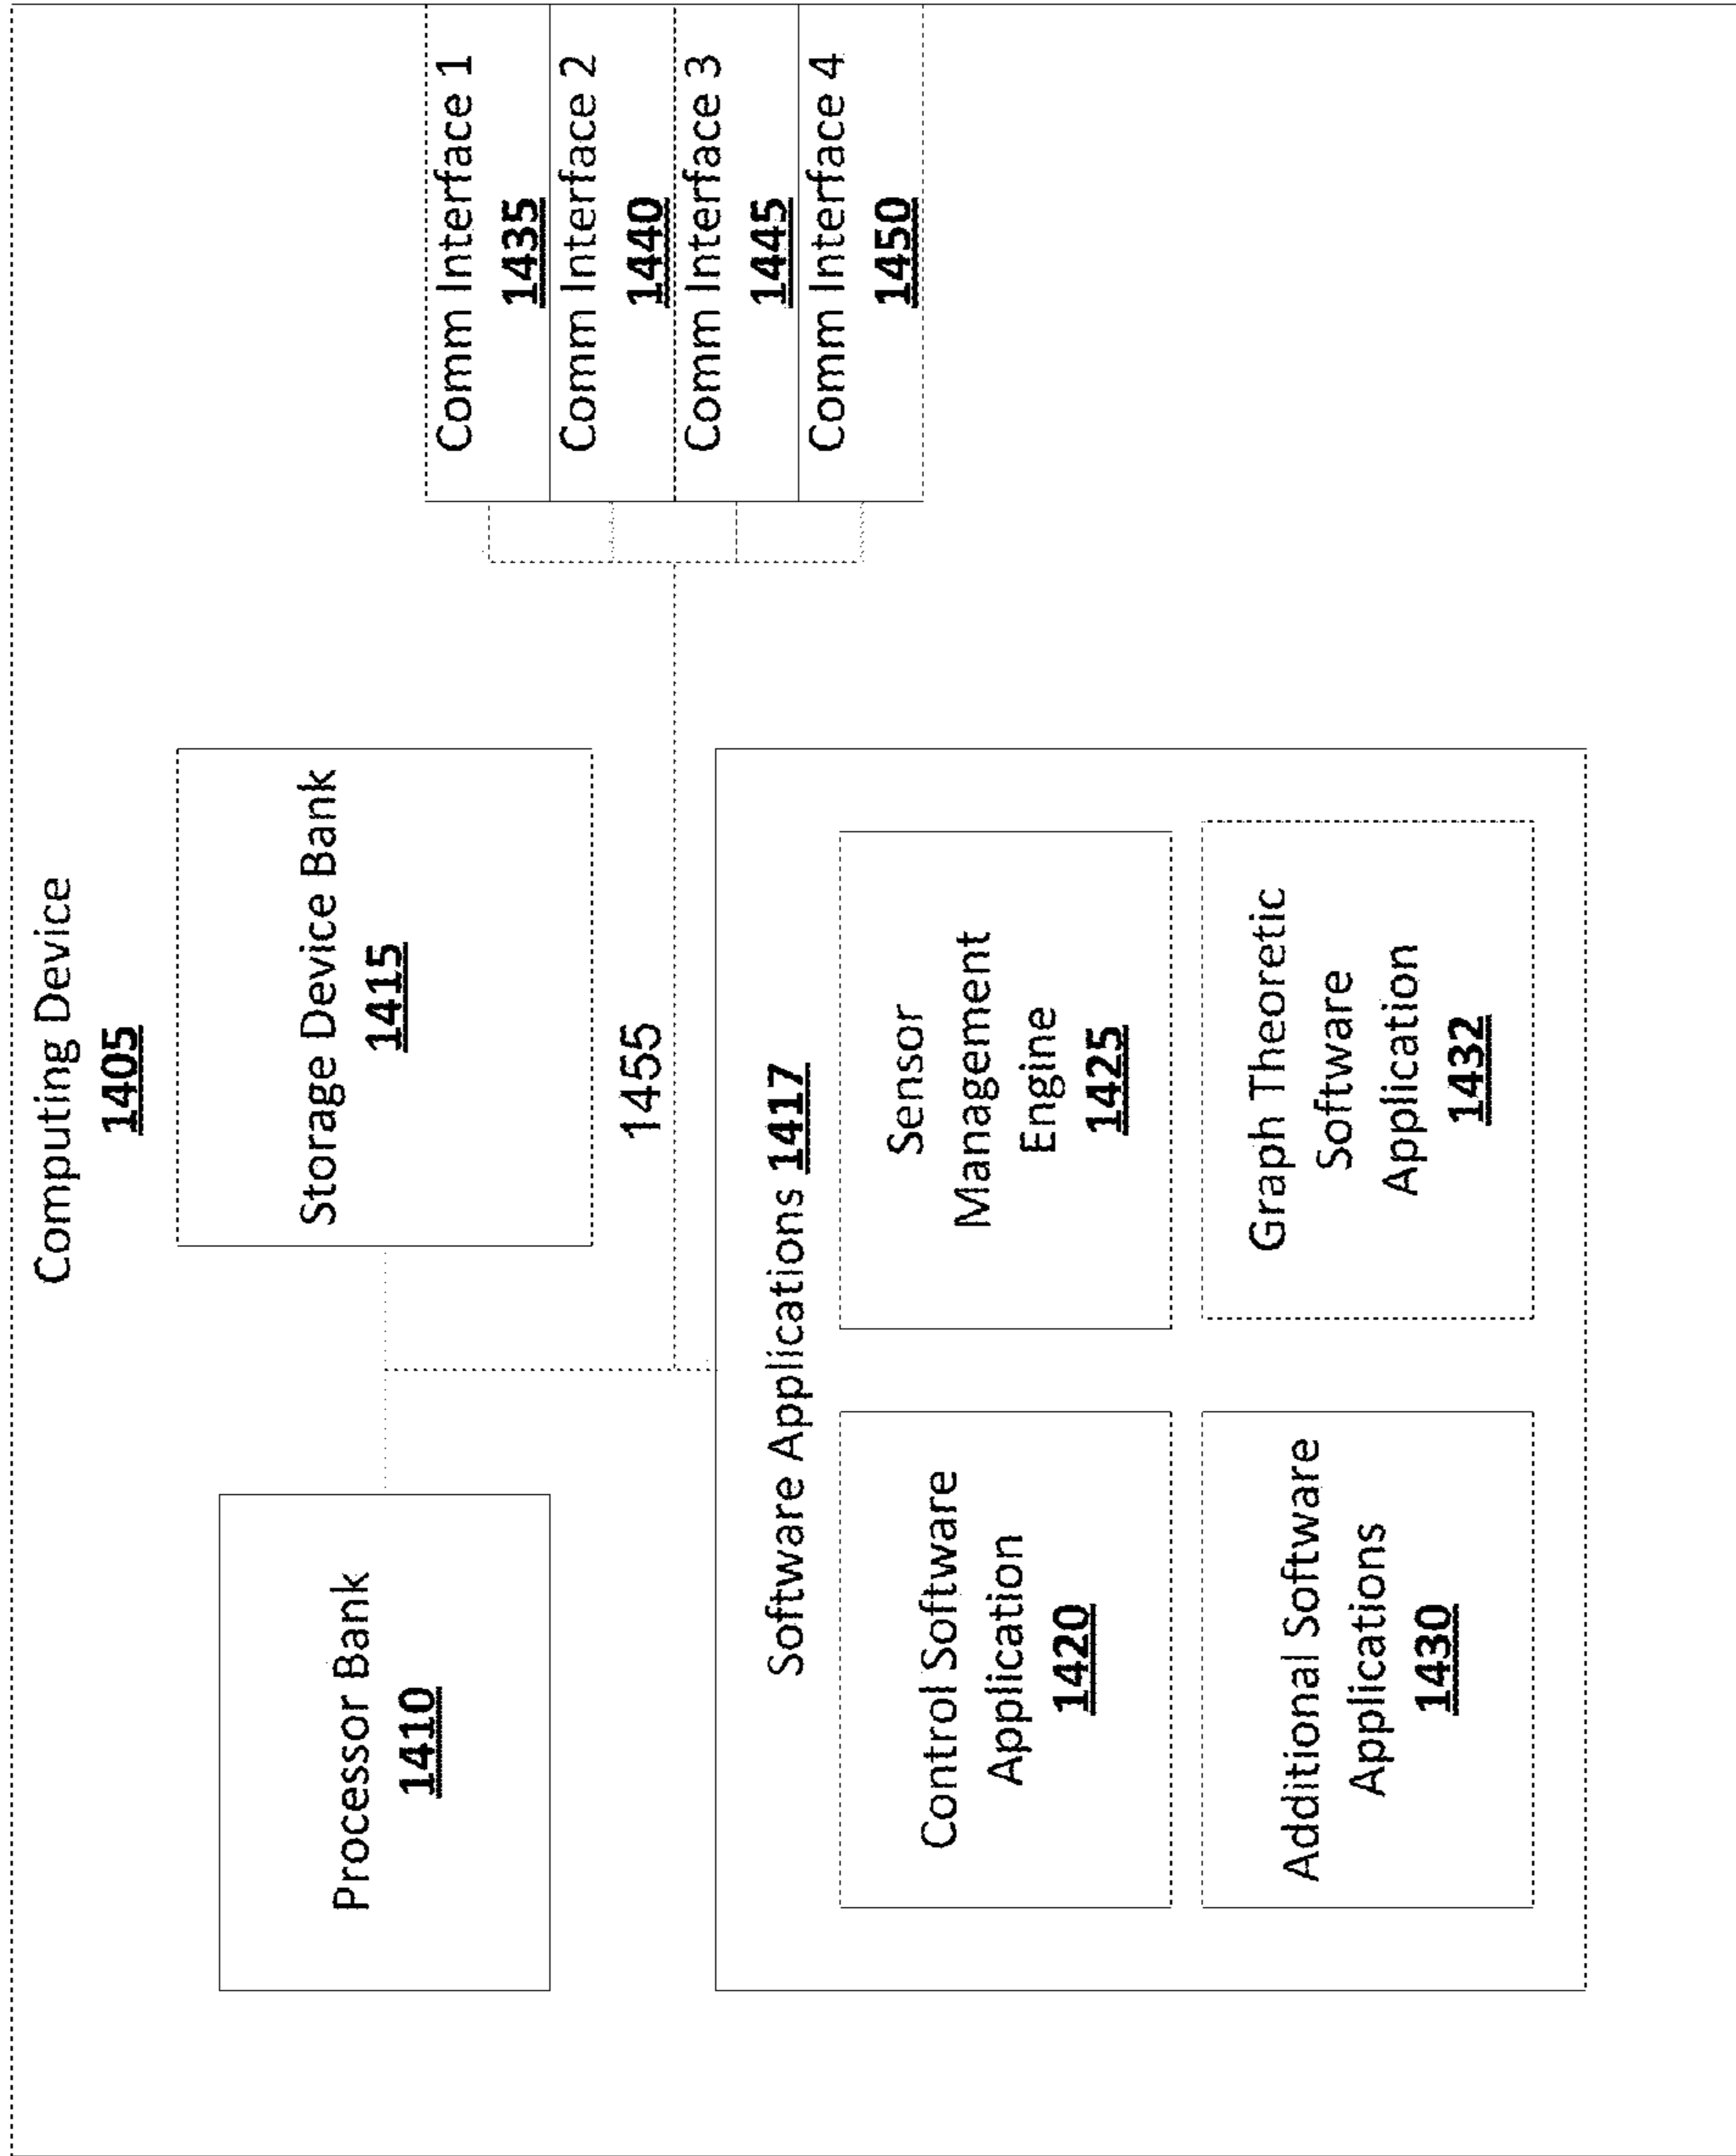 Computing Device
1405
Processor Bank
1410
Storage Device Bank
1415
1455
Comm Interface 1
1435
Comm Interface 2
1440
Comm Interface 3
1445
Comm Interface 4
1450
Software Applications 1417
Control Software
Application
1420
Sensor
Management
Engine
1425
Additional Software
Applications
1430
Graph Theoretic
Software
Application
1432